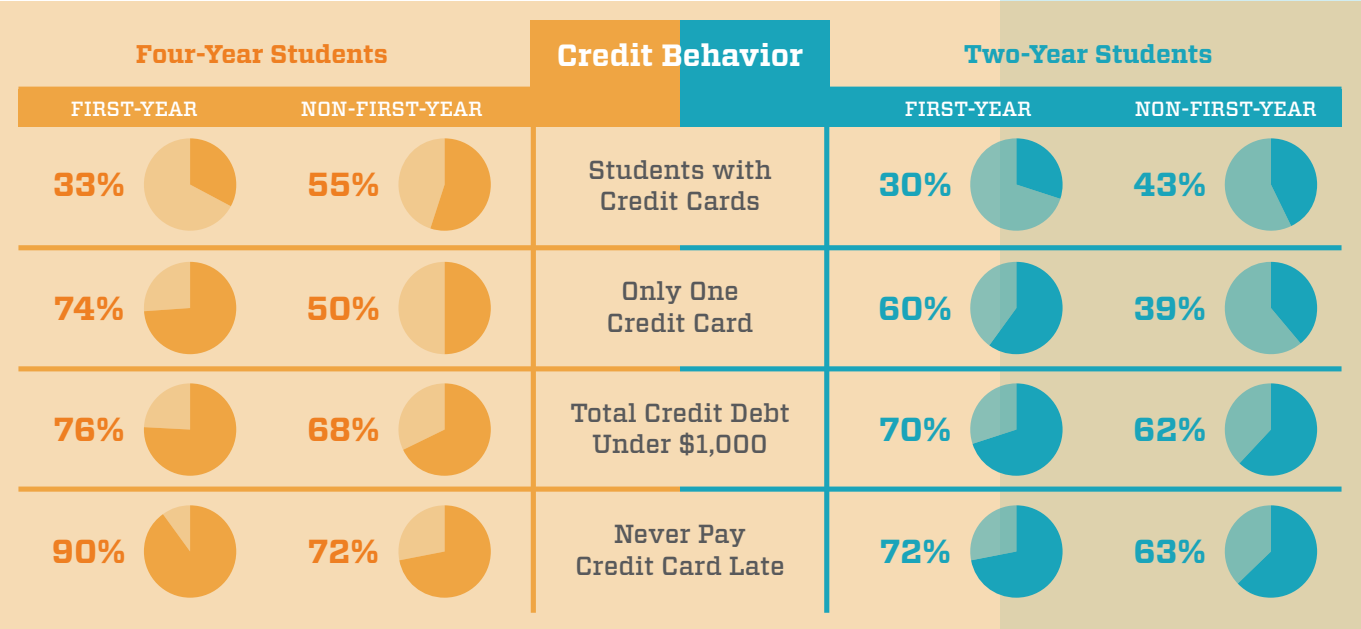 Four-Year Students
Credit Behavior
Two-Year Students
FIRST-YEAR
NON-FIRST-YEAR
FIRST-YEAR
NON-FIRST-YEAR
33%
55%
Students with
Credit Cards
30%
43%
74%
50%
Only One
Credit Card
60%
39%
76%
68%
Total Credit Debt
Under $1,000
70%
62%
90%
72%
Never Pay
Credit Card Late
72%
63%